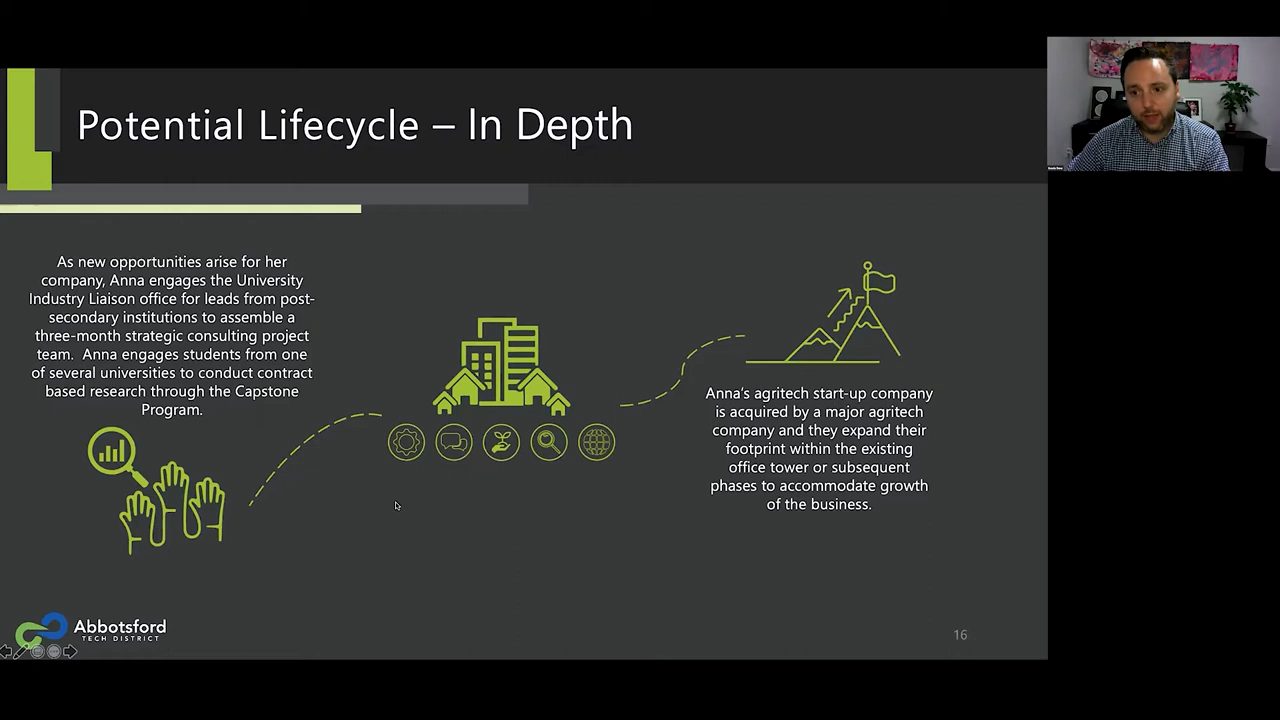 Potential Lifecycle – In Depth
As new opportunities arise for her
company, Anna engages the University
Industry Liaison office for leads from post-
secondary institutions to assemble a
three-month strategic consulting project
team.  Anna engages students from one
of several universities to conduct contract
based research through the Capstone
Program.
Anna's agritech start-up company
is acquired by a major agritech
company and they expand their
footprint within the existing
office tower or subsequent
phases to accommodate growth
of the business.
Abbotsford
TECH DISTRICT
16